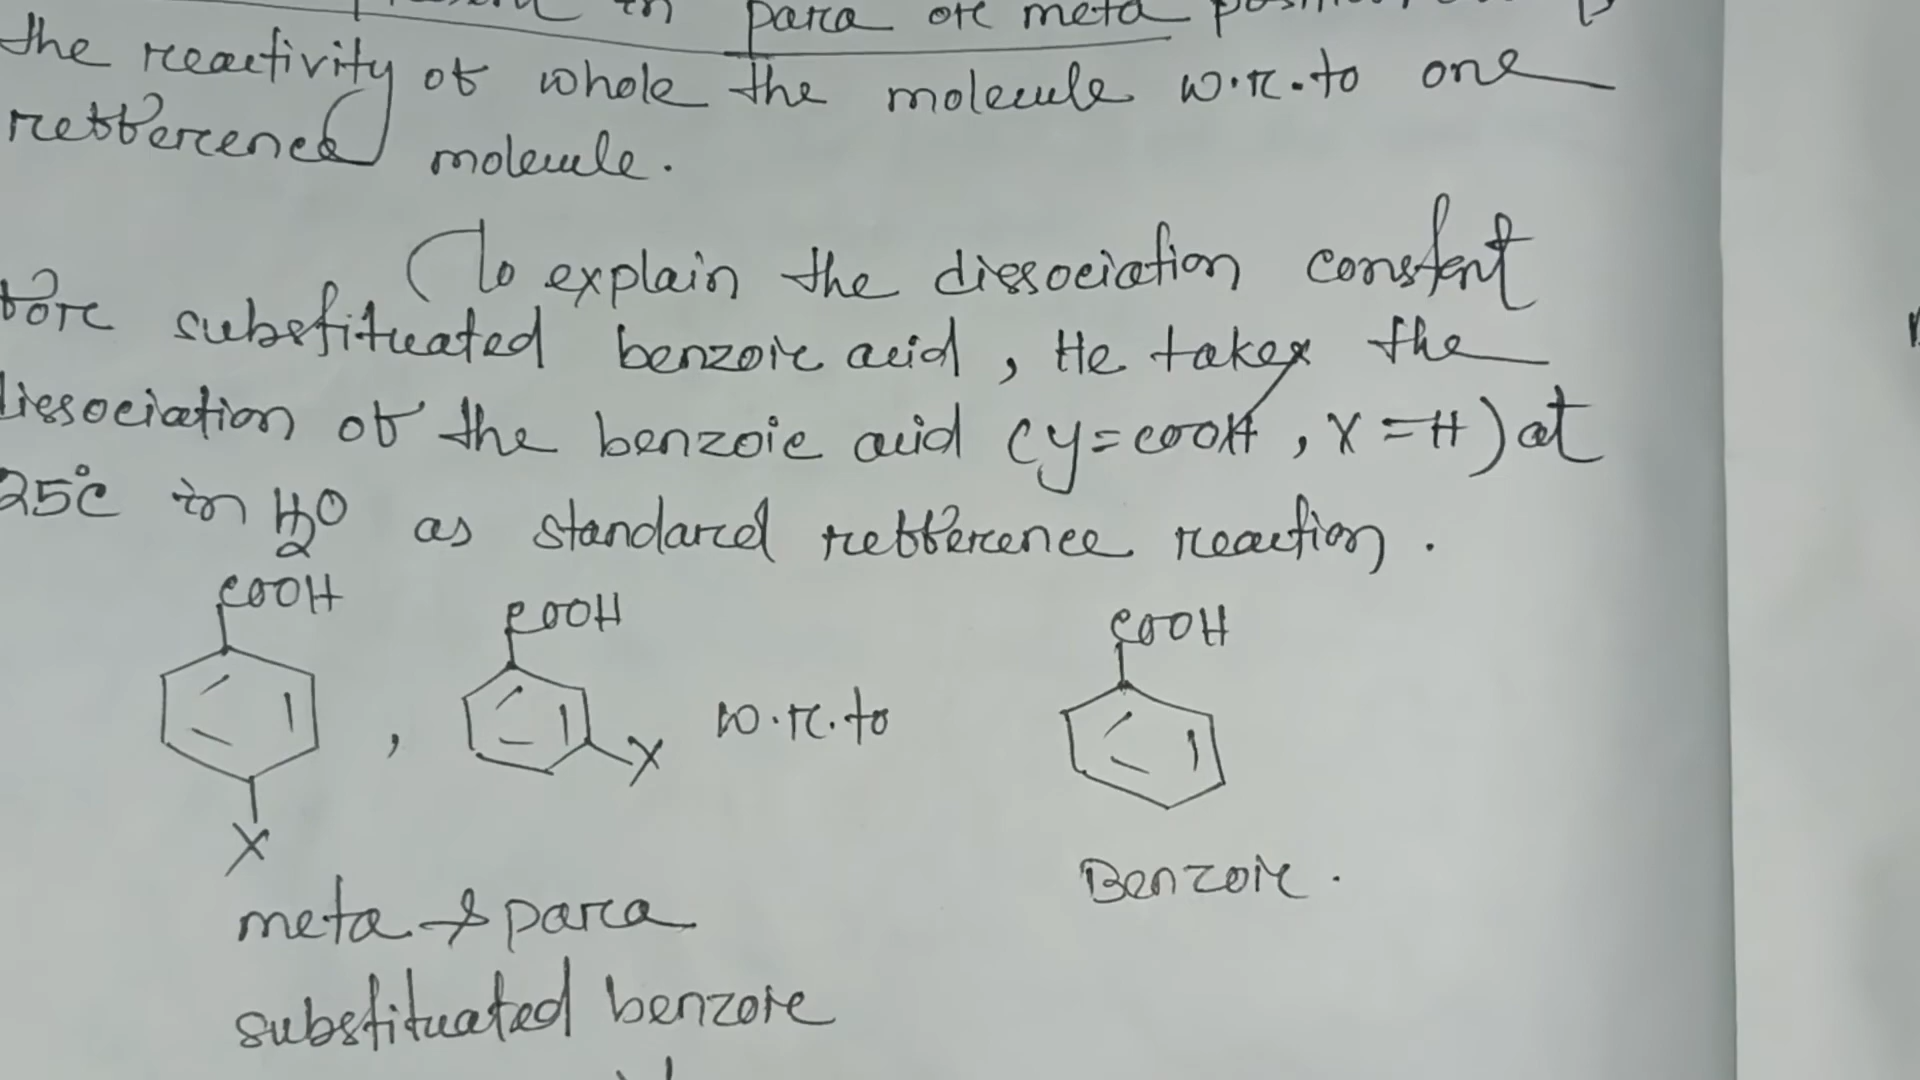 in para or meta
the reactivity of whole the molecule w.r.to one
refference molecule.
To explain the dissociation constent
for substituated benzoic acid, He takes the
dissociation of the benzoic acid (y=COOH, X=H) at
25°C in H2O as standard refference reaction.
COOH COOH COOH
, w.r.to
X
X
Benzoic.
meta & para
substituated benzoic